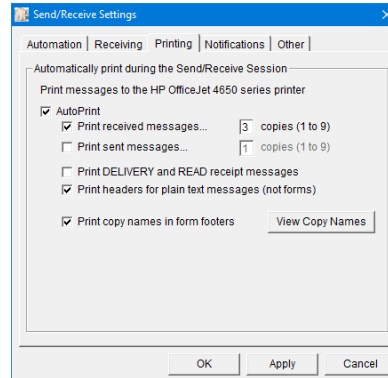 Send/Receive Settings
Automation Receiving Printing Notifications Other
Automatically print during the Send/Receive Session
Print messages to the HP OfficeJet 4650 series printer
AutoPrint
Print received messages... 3 copies (1 to 9)
Print sent messages... 1 copies (1 to 9)
Print DELIVERY and READ receipt messages
Print headers for plain text messages (not forms)
Print copy names in form footers View Copy Names
OK Apply Cancel